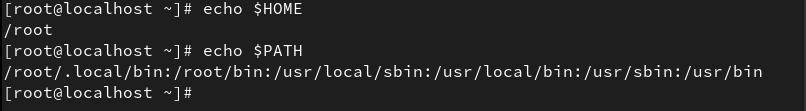 [root@localhost ~]# echo $HOME
/root
[root@localhost ~]# echo $PATH
/root/.local/bin:/root/bin:/usr/local/sbin:/usr/local/bin:/usr/sbin:/usr/bin
[root@localhost ~]#